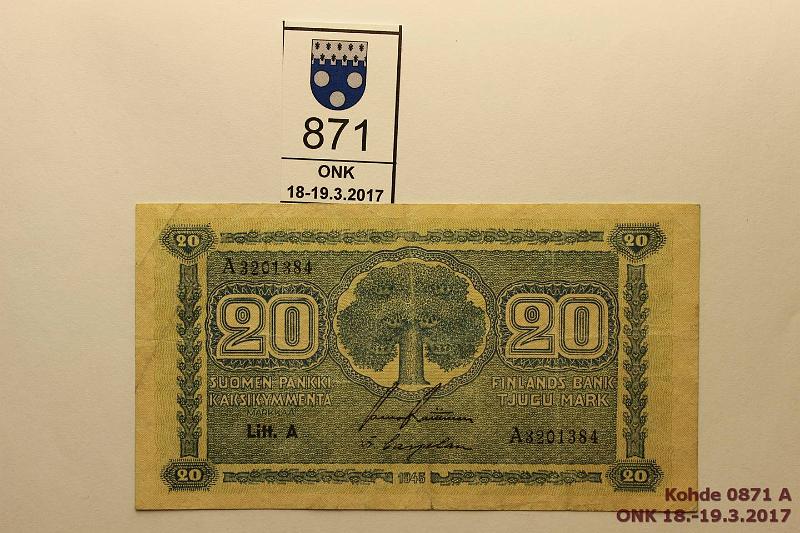 871
ONK
18-19.3.2017
20 20
A3201384
20 20
SUOMEN PANKKI FINLANDS BANK
KAKSIKYMMENTÄ TJUGU MARK
MARKKAA
Litt. A A3201384
20 1945 20
Kohde 0871 A
ONK 18.-19.3.2017